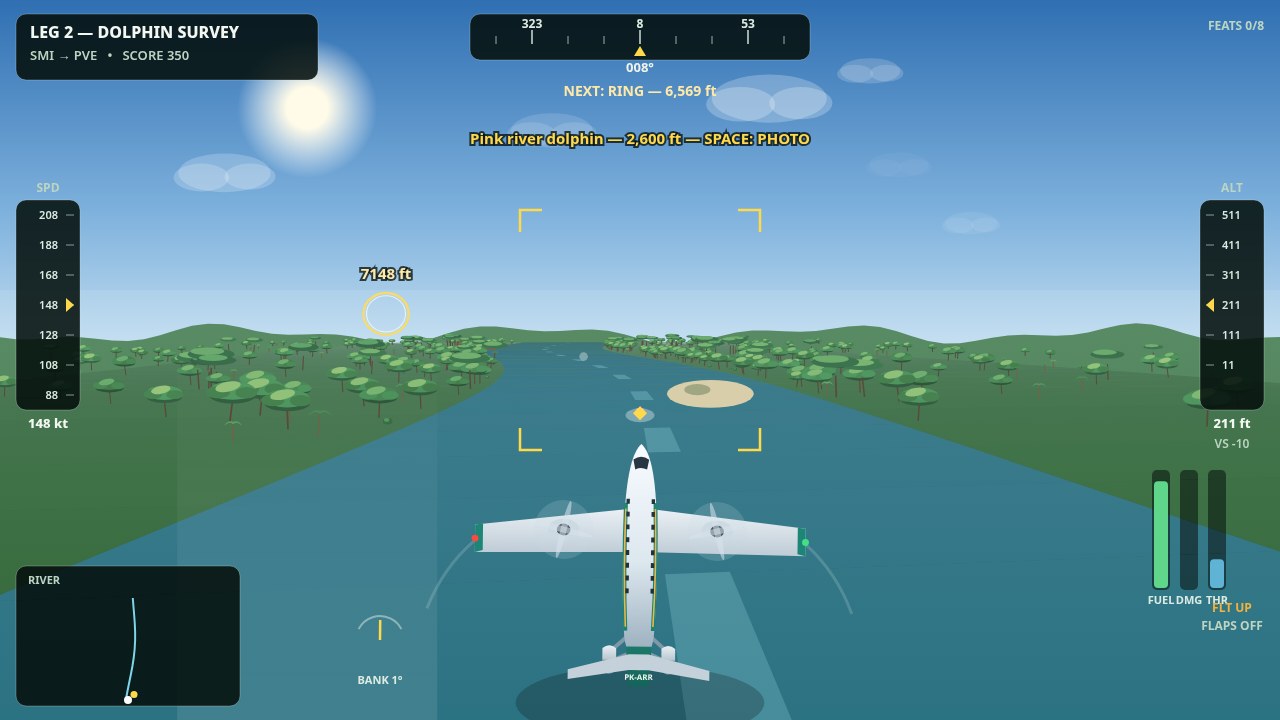 LEG 2 — DOLPHIN SURVEY
SMI → PVE • SCORE 350
323 8 53
008°
NEXT: RING — 6,569 ft
Pink river dolphin — 2,600 ft — SPACE: PHOTO
FEATS 0/8
SPD
208
188
168
148
128
108
88
148 kt
7148 ft
ALT
511
411
311
211
111
11
211 ft
VS -10
FUEL DMG THR
FLT UP
FLAPS OFF
RIVER
BANK 1°
PK-ARR